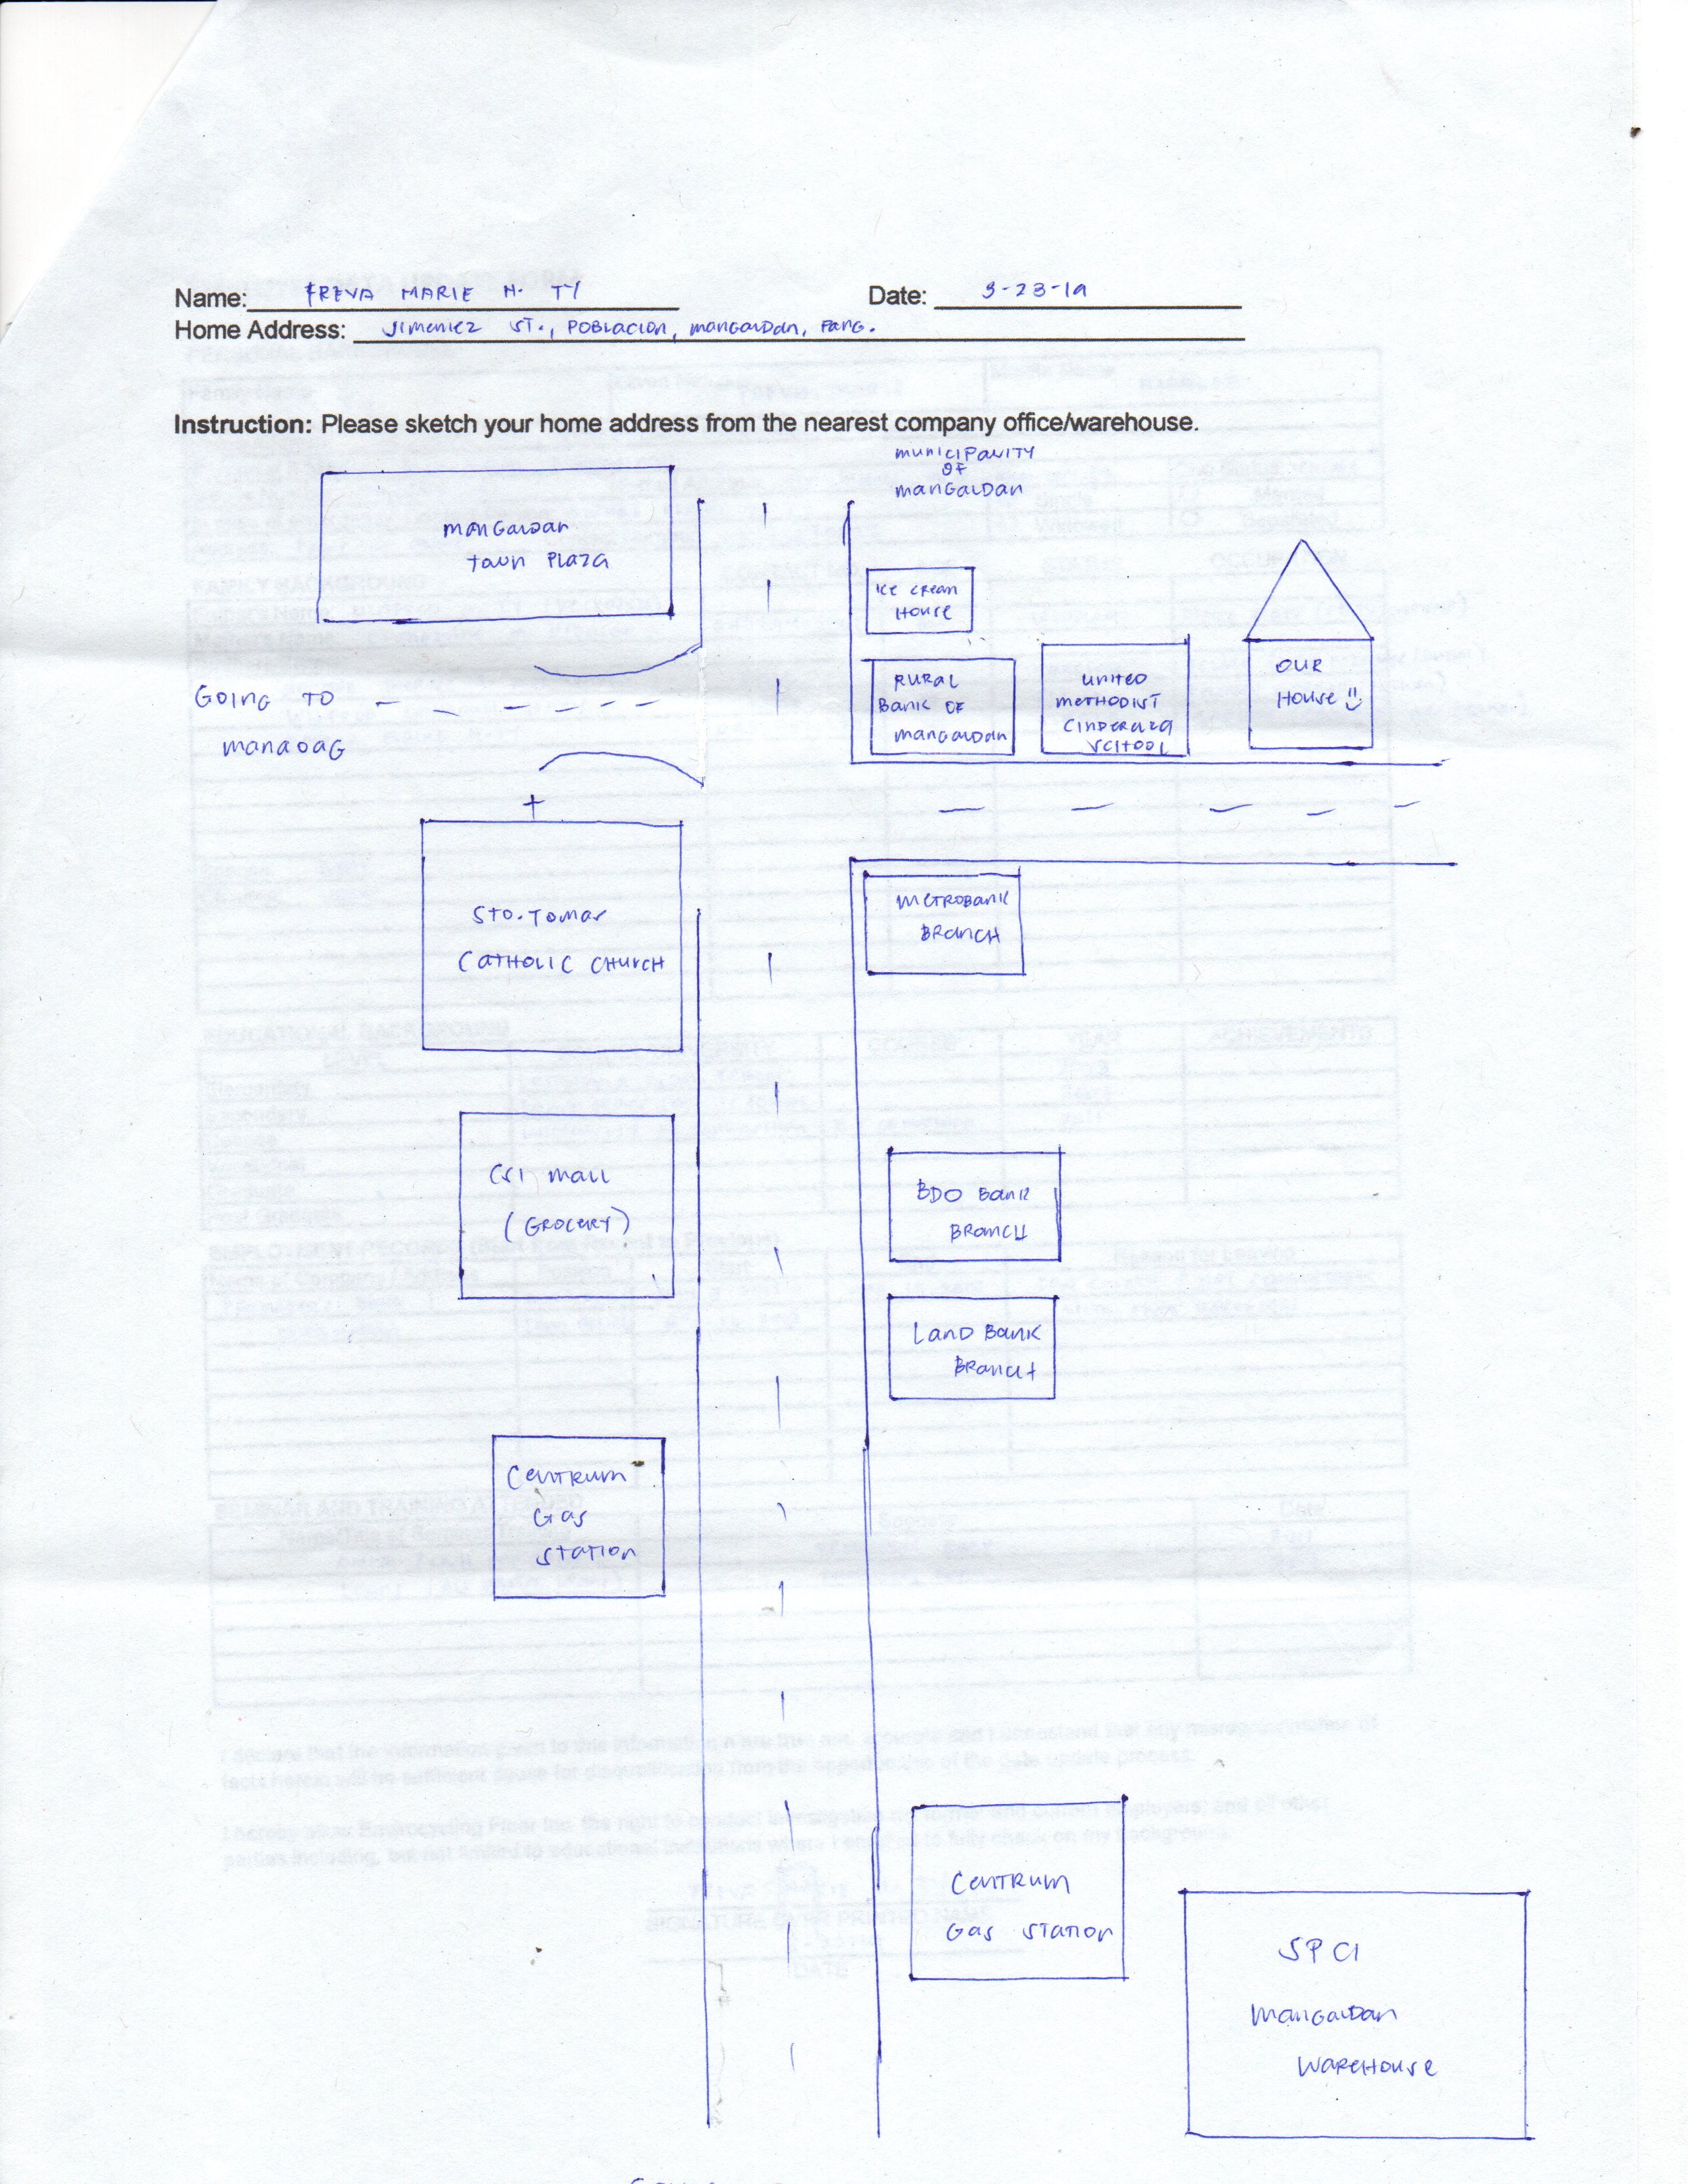 Name: FREVA MARIE N. TY Date: 3-23-19
Home Address: JIMENEZ ST., POBLACION, MANGALDAN, PANG.
Instruction: Please sketch your home address from the nearest company office/warehouse.
MUNICIPALITY
OF
MANGALDAN
MANGALDAN
TOWN PLAZA
ICE CREAM
HOUSE
GOING TO
MANAOAG
RURAL
BANK OF
MANGALDAN
UNITED
METHODIST
CINDERELLA
SCHOOL
OUR
HOUSE
STO. TOMAS
CATHOLIC CHURCH
METROBANK
BRANCH
CSI MALL
(GROCERY)
BDO BANK
BRANCH
LAND BANK
BRANCH
CENTRUM
GAS
STATION
CENTRUM
GAS STATION
SPCI
MANGALDAN
WAREHOUSE